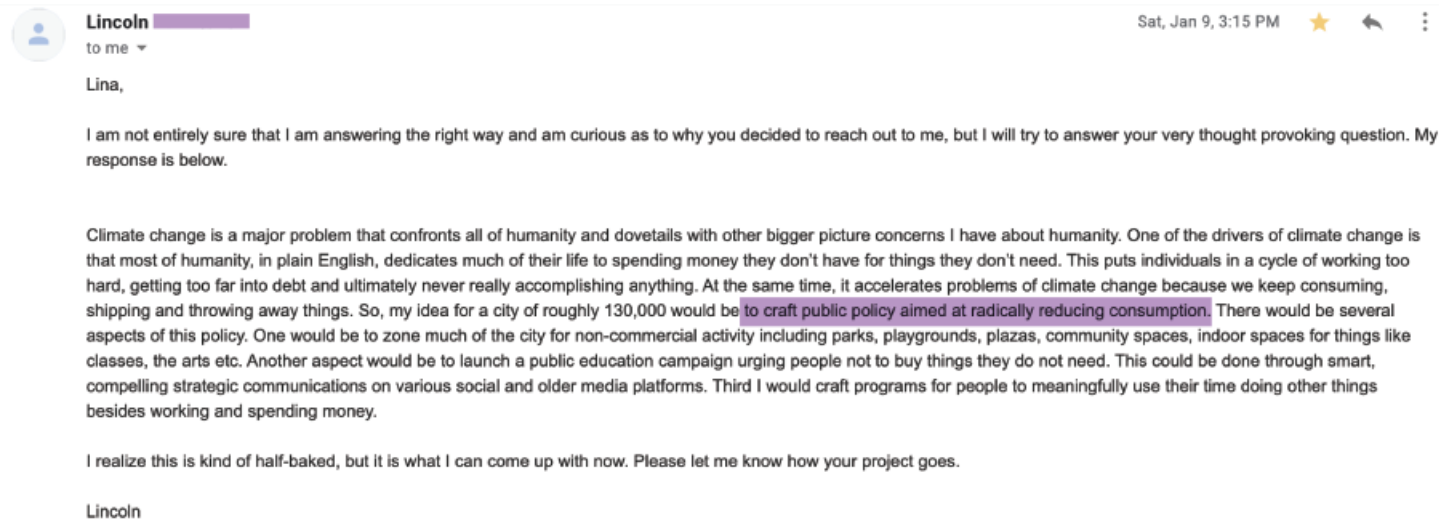 Lincoln
Sat, Jan 9, 3:15 PM
to me
Lina,
I am not entirely sure that I am answering the right way and am curious as to why you decided to reach out to me, but I will try to answer your very thought provoking question. My
response is below.
Climate change is a major problem that confronts all of humanity and dovetails with other bigger picture concerns I have about humanity. One of the drivers of climate change is
that most of humanity, in plain English, dedicates much of their life to spending money they don't have for things they don't need. This puts individuals in a cycle of working too
hard, getting too far into debt and ultimately never really accomplishing anything. At the same time, it accelerates problems of climate change because we keep consuming,
shipping and throwing away things. So, my idea for a city of roughly 130,000 would be to craft public policy aimed at radically reducing consumption. There would be several
aspects of this policy. One would be to zone much of the city for non-commercial activity including parks, playgrounds, plazas, community spaces, indoor spaces for things like
classes, the arts etc. Another aspect would be to launch a public education campaign urging people not to buy things they do not need. This could be done through smart,
compelling strategic communications on various social and older media platforms. Third I would craft programs for people to meaningfully use their time doing other things
besides working and spending money.
I realize this is kind of half-baked, but it is what I can come up with now. Please let me know how your project goes.
Lincoln